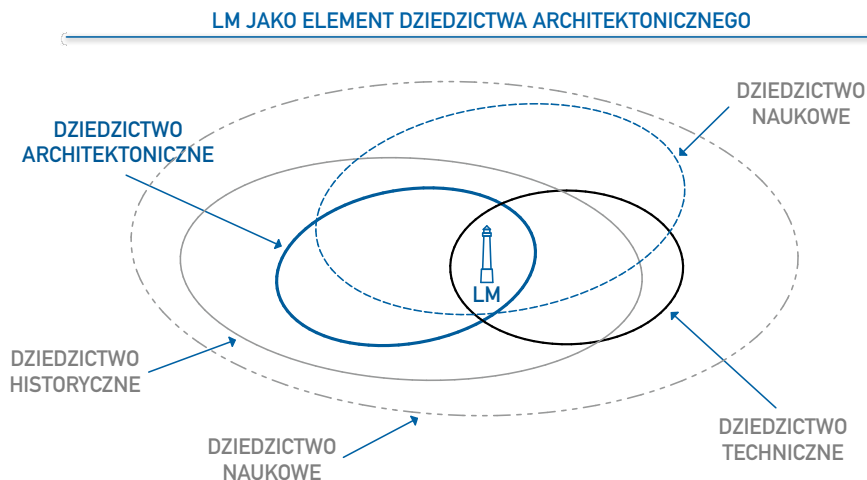 LM JAKO ELEMENT DZIEDZICTWA ARCHITEKTONICZNEGO
DZIEDZICTWO
NAUKOWE
DZIEDZICTWO
ARCHITEKTONICZNE
LM
DZIEDZICTWO
HISTORYCZNE
DZIEDZICTWO
TECHNICZNE
DZIEDZICTWO
NAUKOWE